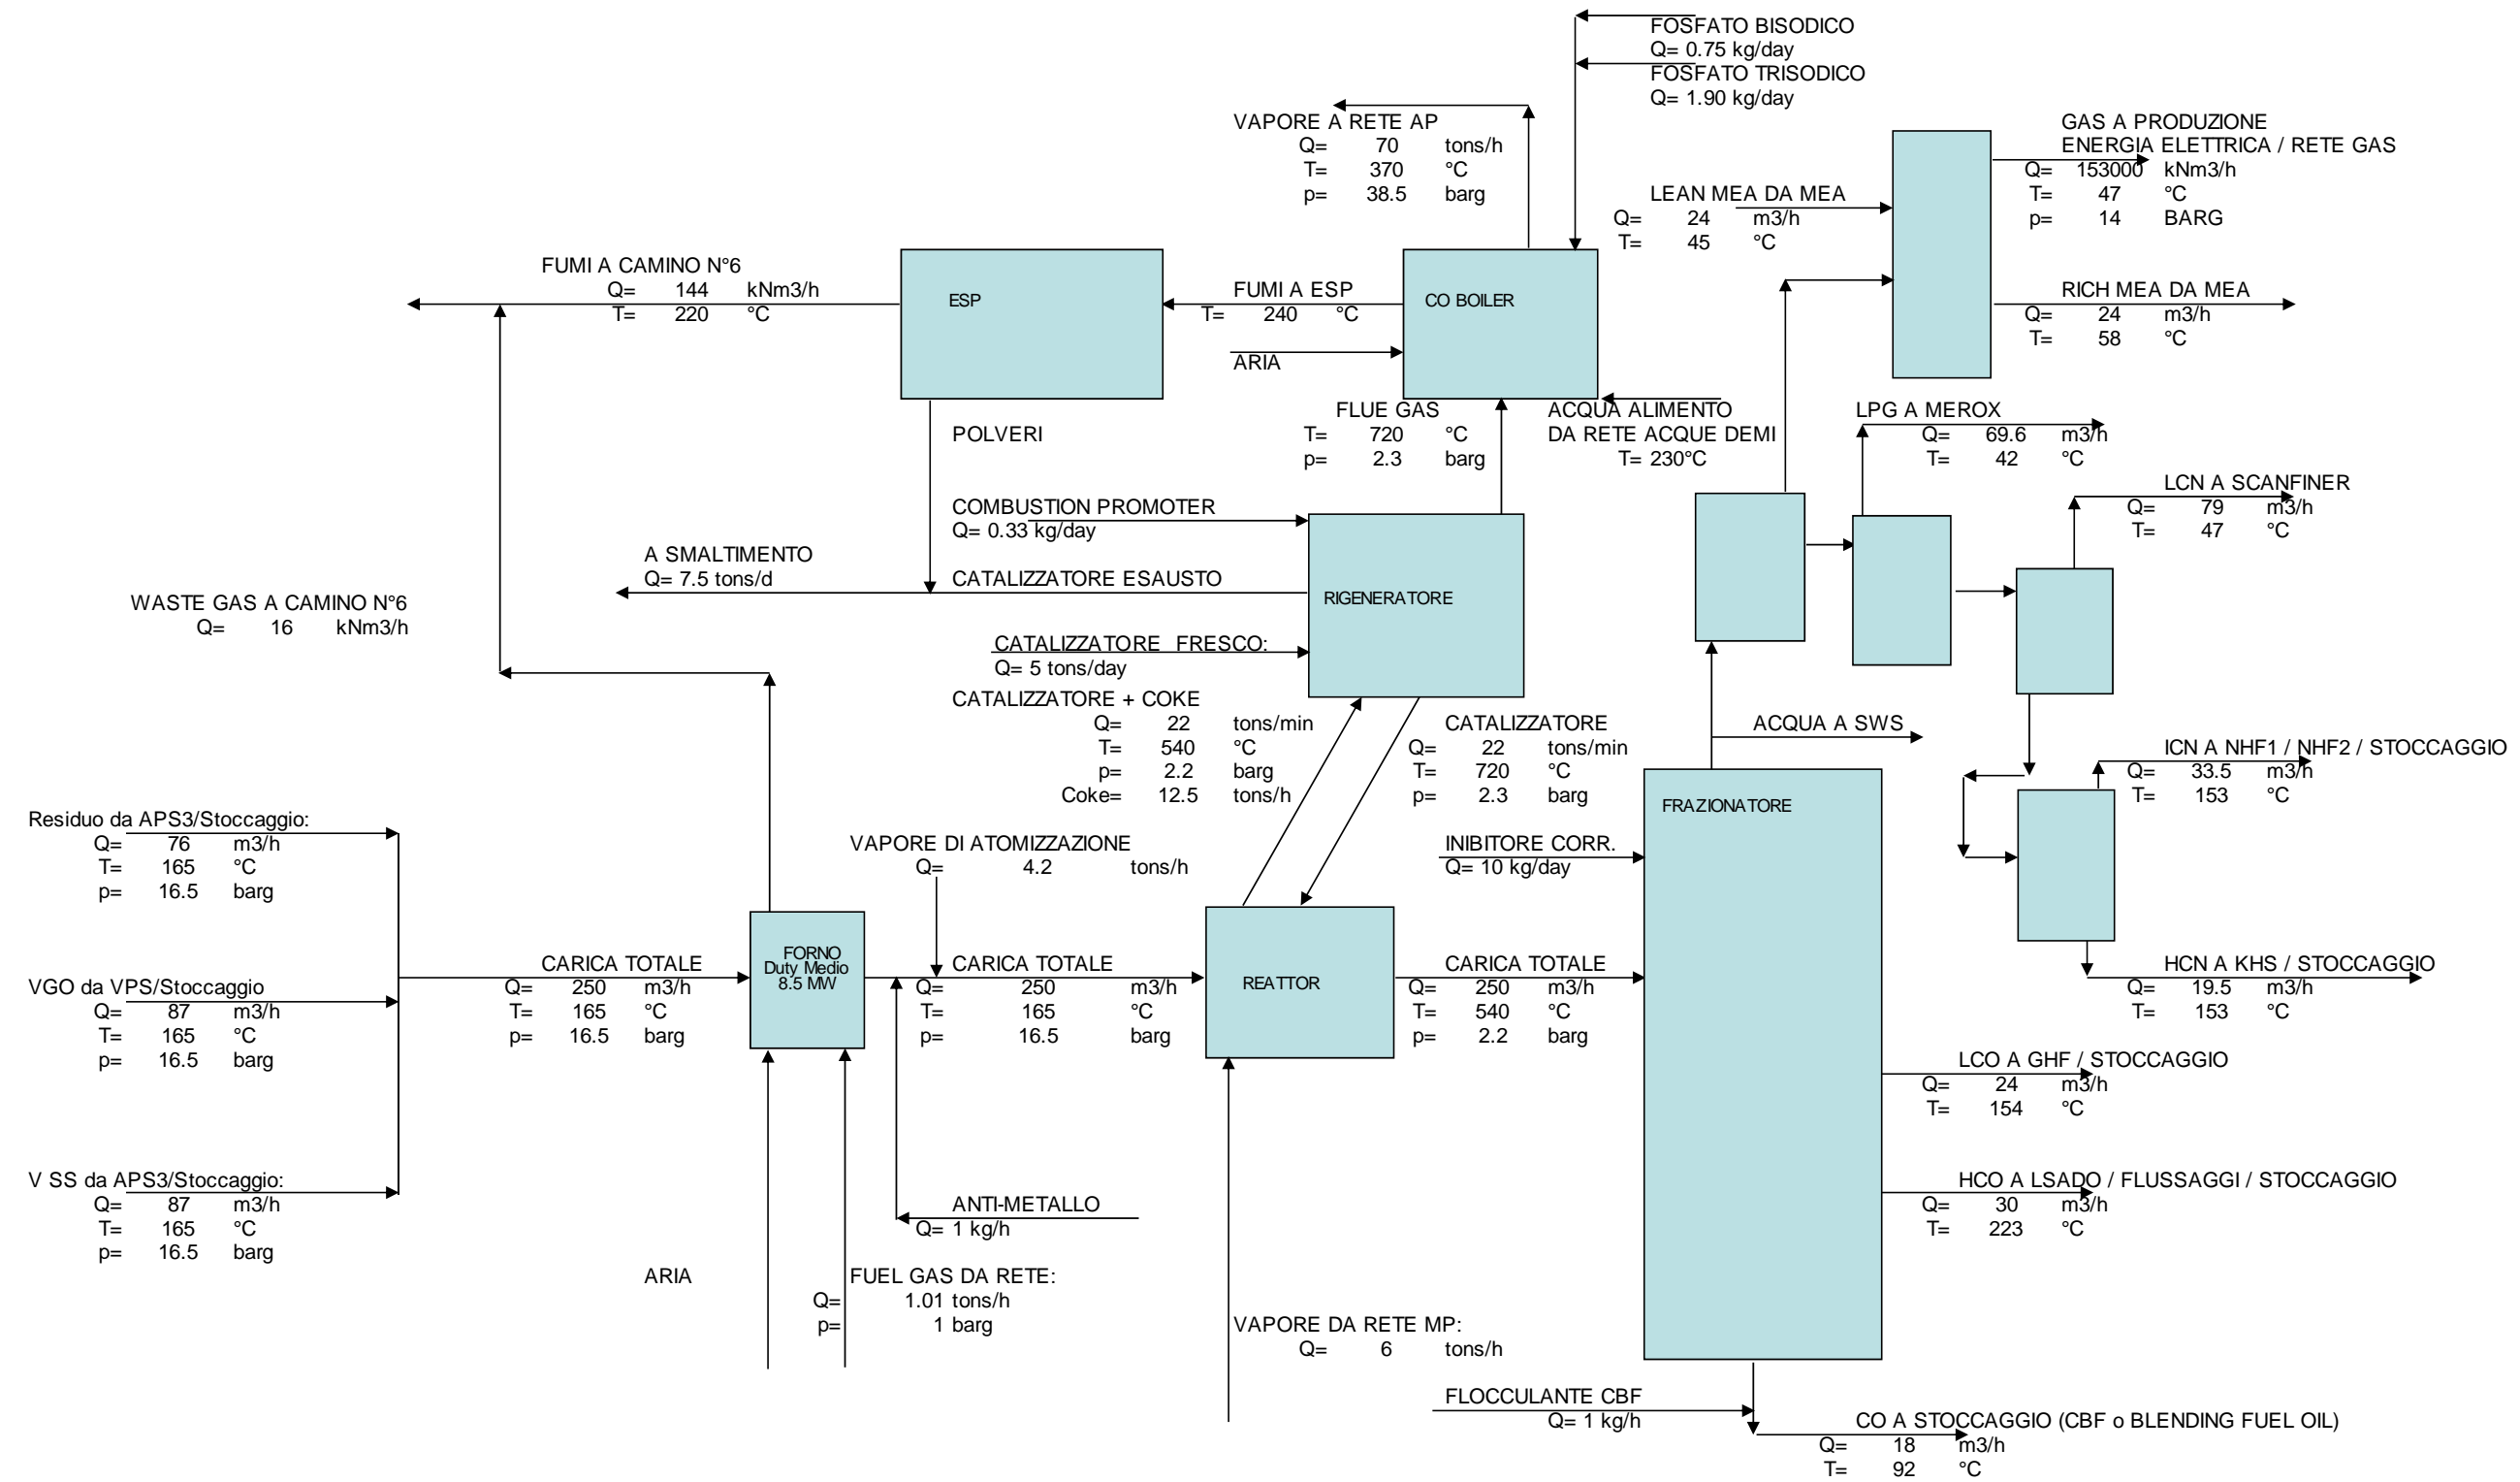 FOSFATO BISODICO
Q= 0.75 kg/day
FOSFATO TRISODICO
Q= 1.90 kg/day
VAPORE A RETE AP
Q= 70 tons/h
T= 370 °C
p= 38.5 barg
GAS A PRODUZIONE
ENERGIA ELETTRICA / RETE GAS
Q= 153000 kNm3/h
T= 47 °C
p= 14 BARG
LEAN MEA DA MEA
Q= 24 m3/h
T= 45 °C
FUMI A CAMINO N°6
Q= 144 kNm3/h
T= 220 °C
ESP
FUMI A ESP
T= 240 °C
CO BOILER
RICH MEA DA MEA
Q= 24 m3/h
T= 58 °C
ARIA
FLUE GAS
T= 720 °C
p= 2.3 barg
ACQUA ALIMENTO
DA RETE ACQUE DEMI
T= 230°C
LPG A MEROX
Q= 69.6 m3/h
T= 42 °C
POLVERI
LCN A SCANFINER
Q= 79 m3/h
T= 47 °C
COMBUSTION PROMOTER
Q= 0.33 kg/day
A SMALTIMENTO
Q= 7.5 tons/d
CATALIZZATORE ESAUSTO
RIGENERATORE
WASTE GAS A CAMINO N°6
Q= 16 kNm3/h
CATALIZZATORE FRESCO:
Q= 5 tons/day
CATALIZZATORE + COKE
Q= 22 tons/min
T= 540 °C
p= 2.2 barg
Coke= 12.5 tons/h
CATALIZZATORE
Q= 22 tons/min
T= 720 °C
p= 2.3 barg
ACQUA A SWS
ICN A NHF1 / NHF2 / STOCCAGGIO
Q= 33.5 m3/h
T= 153 °C
FRAZIONATORE
Residuo da APS3/Stoccaggio:
Q= 76 m3/h
T= 165 °C
p= 16.5 barg
VAPORE DI ATOMIZZAZIONE
Q= 4.2 tons/h
INIBITORE CORR.
Q= 10 kg/day
VGO da VPS/Stoccaggio
Q= 87 m3/h
T= 165 °C
p= 16.5 barg
CARICA TOTALE
Q= 250 m3/h
T= 165 °C
p= 16.5 barg
FORNO
Duty Medio
8.5 MW
CARICA TOTALE
Q= 250 m3/h
T= 165 °C
p= 16.5 barg
REATTOR
CARICA TOTALE
Q= 250 m3/h
T= 540 °C
p= 2.2 barg
HCN A KHS / STOCCAGGIO
Q= 19.5 m3/h
T= 153 °C
LCO A GHF / STOCCAGGIO
Q= 24 m3/h
T= 154 °C
V SS da APS3/Stoccaggio:
Q= 87 m3/h
T= 165 °C
p= 16.5 barg
ANTI-METALLO
Q= 1 kg/h
HCO A LSADO / FLUSSAGGI / STOCCAGGIO
Q= 30 m3/h
T= 223 °C
ARIA
FUEL GAS DA RETE:
Q= 1.01 tons/h
p= 1 barg
VAPORE DA RETE MP:
Q= 6 tons/h
FLOCCULANTE CBF
Q= 1 kg/h
CO A STOCCAGGIO (CBF o BLENDING FUEL OIL)
Q= 18 m3/h
T= 92 °C